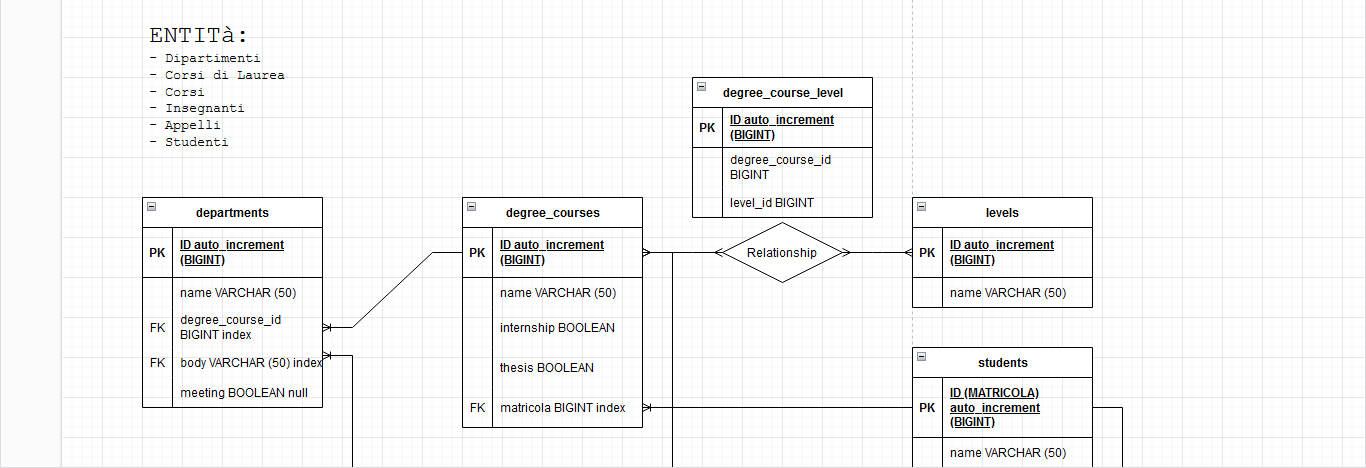 ENTITà:
- Dipartimenti
- Corsi di Laurea
- Corsi
- Insegnanti
- Appelli
- Studenti
degree_course_level
PK
ID auto_increment
(BIGINT)
degree_course_id
BIGINT
level_id BIGINT
departments
PK
ID auto_increment
(BIGINT)
name VARCHAR (50)
FK
degree_course_id
BIGINT index
FK
body VARCHAR (50) index
meeting BOOLEAN null
degree_courses
PK
ID auto_increment
(BIGINT)
name VARCHAR (50)
internship BOOLEAN
thesis BOOLEAN
FK
matricola BIGINT index
Relationship
levels
PK
ID auto_increment
(BIGINT)
name VARCHAR (50)
students
PK
ID (MATRICOLA)
auto_increment
(BIGINT)
name VARCHAR (50)